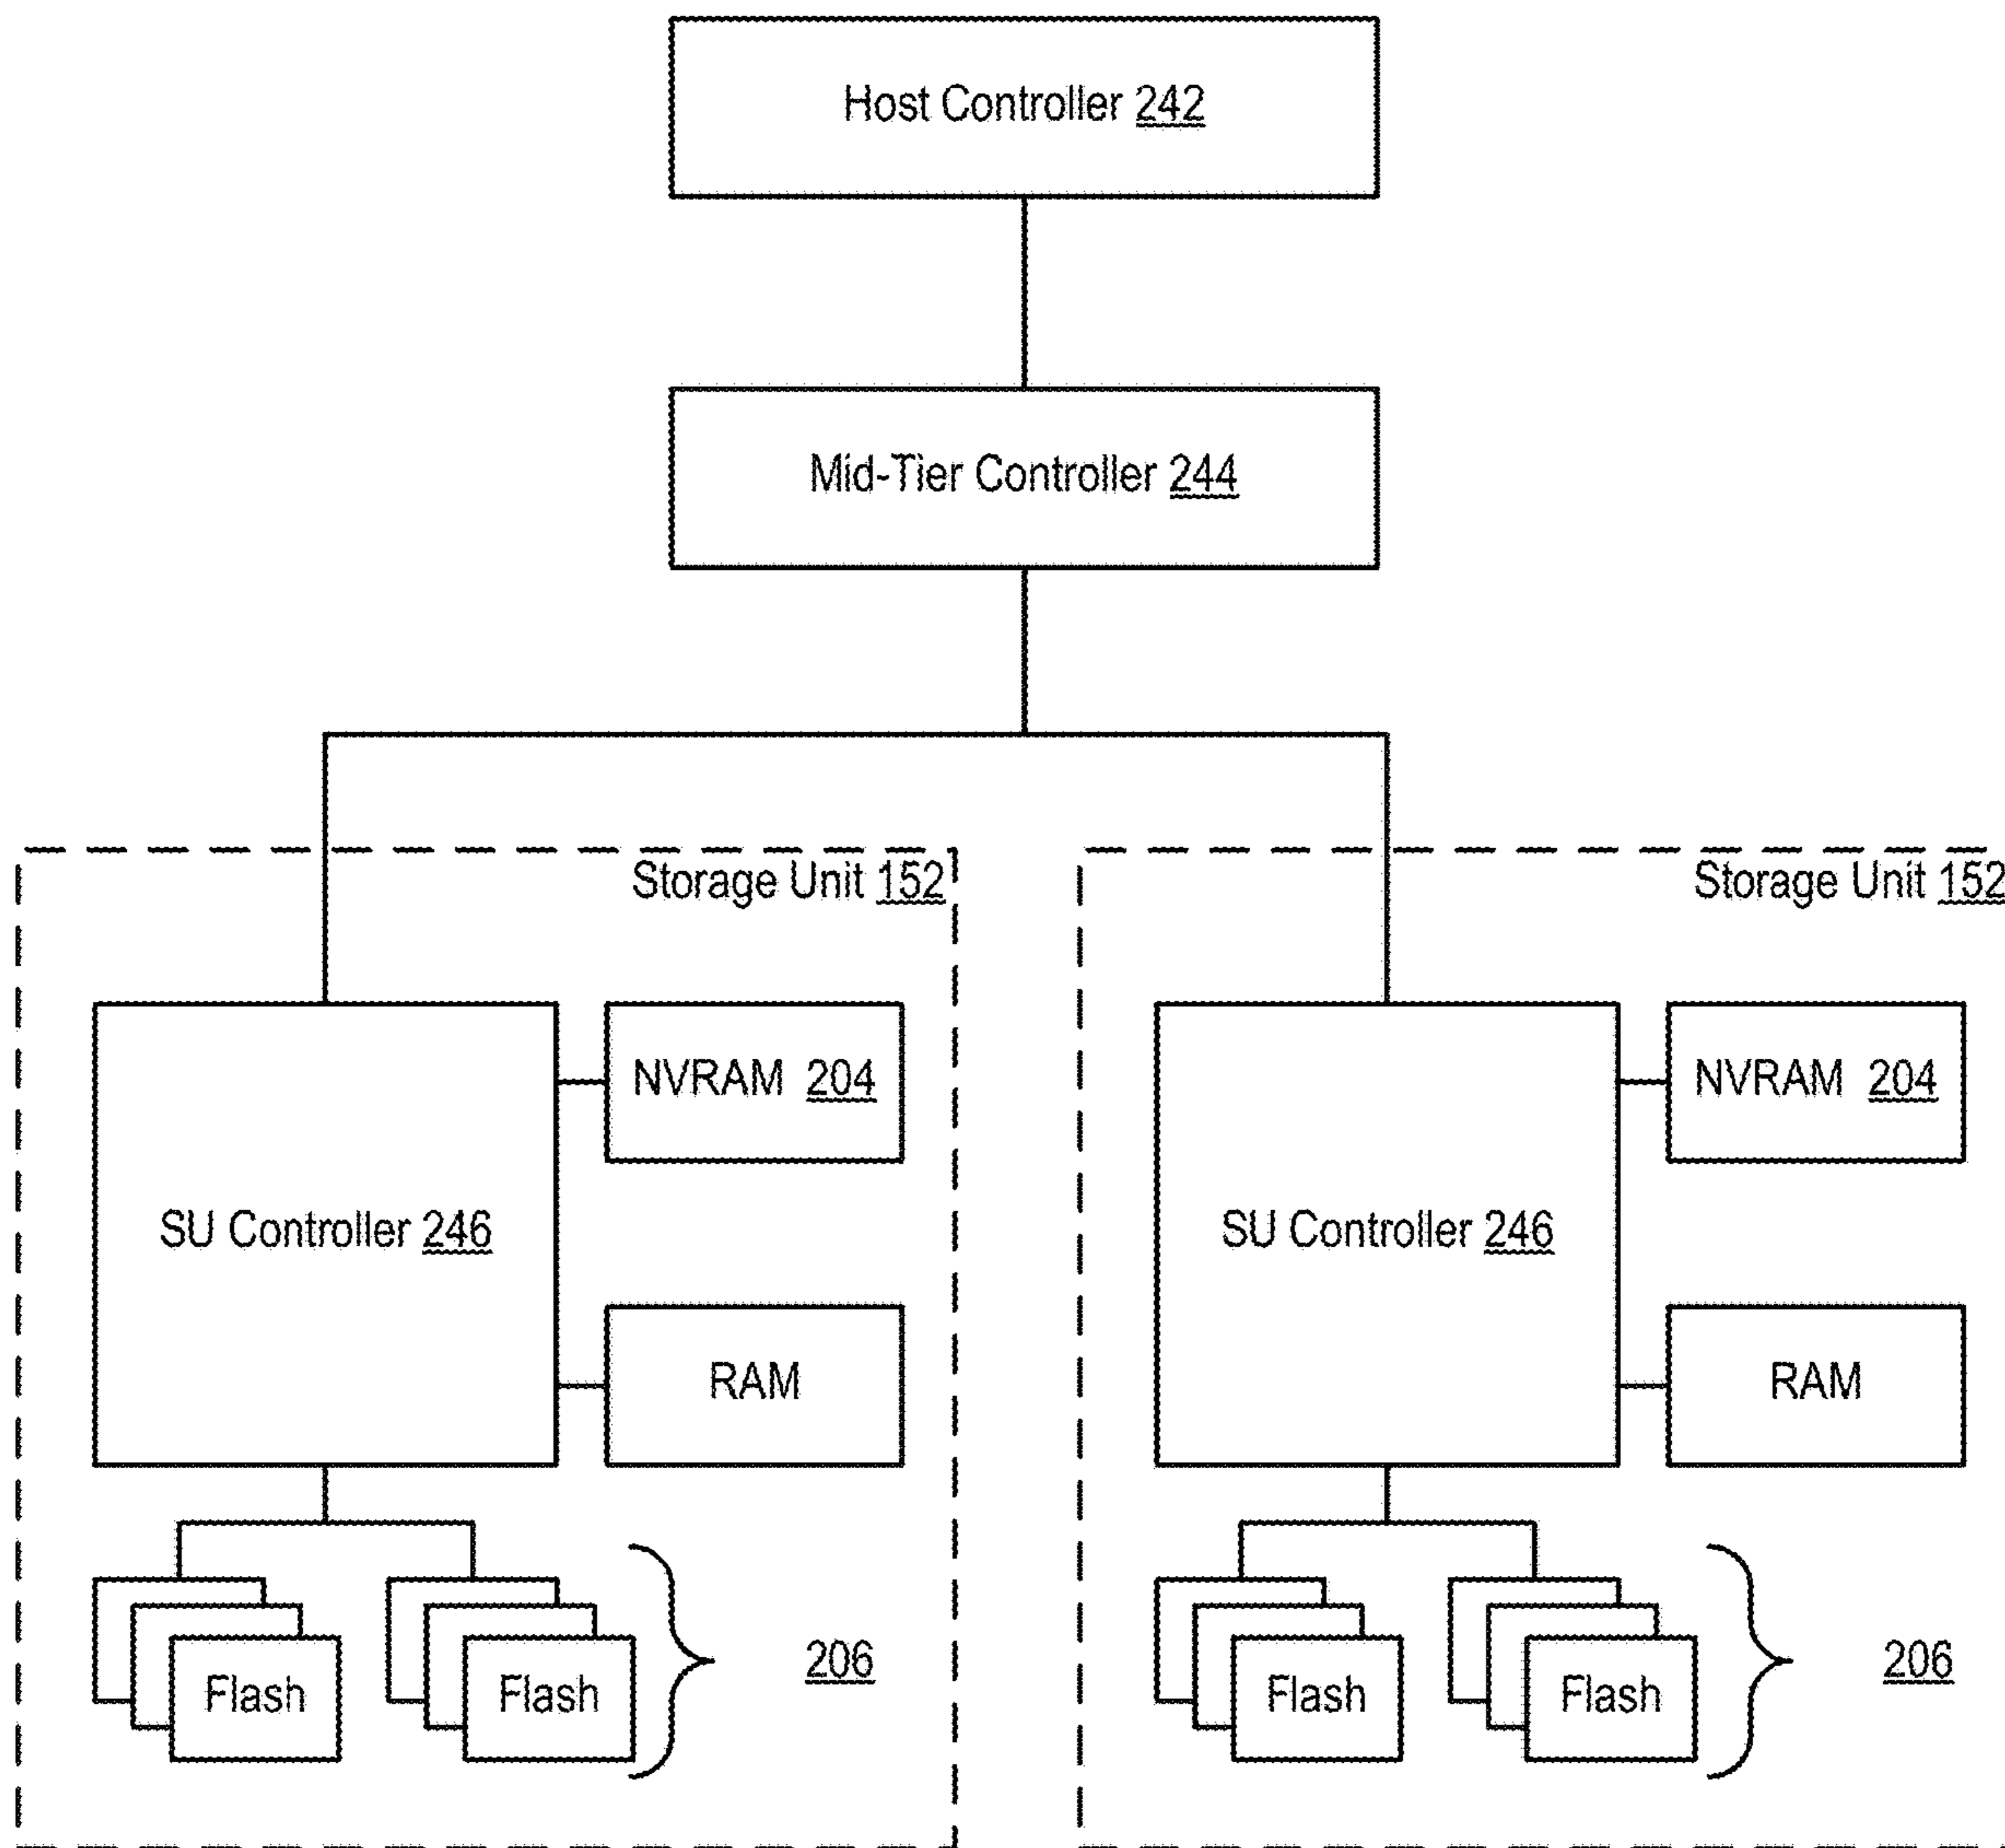 Host Controller 242
Mid-Tier Controller 244
Storage Unit 152
NVRAM 204
SU Controller 246
RAM
Flash
Flash
206
Storage Unit 152
NVRAM 204
SU Controller 246
RAM
Flash
Flash
206